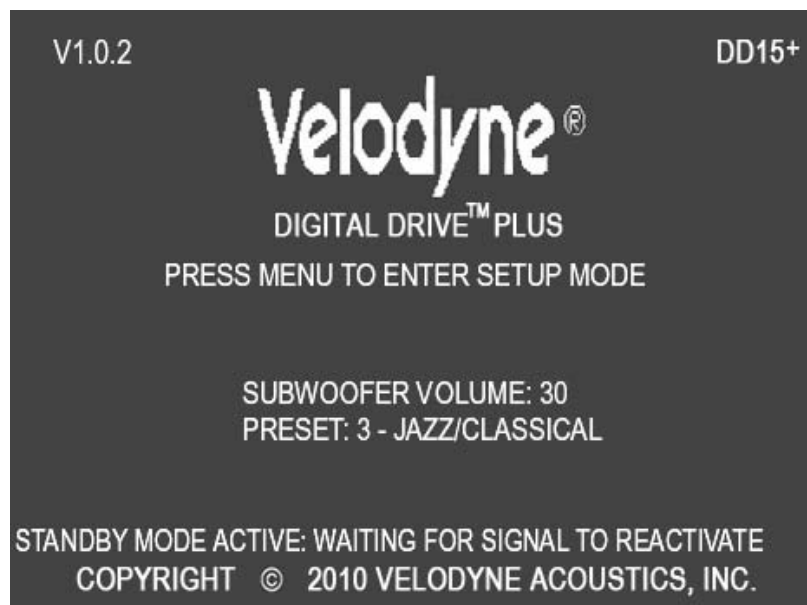 V1.0.2 DD15+
Velodyne ®
DIGITAL DRIVE™ PLUS
PRESS MENU TO ENTER SETUP MODE
SUBWOOFER VOLUME: 30
PRESET: 3 - JAZZ/CLASSICAL
STANDBY MODE ACTIVE: WAITING FOR SIGNAL TO REACTIVATE
COPYRIGHT © 2010 VELODYNE ACOUSTICS, INC.